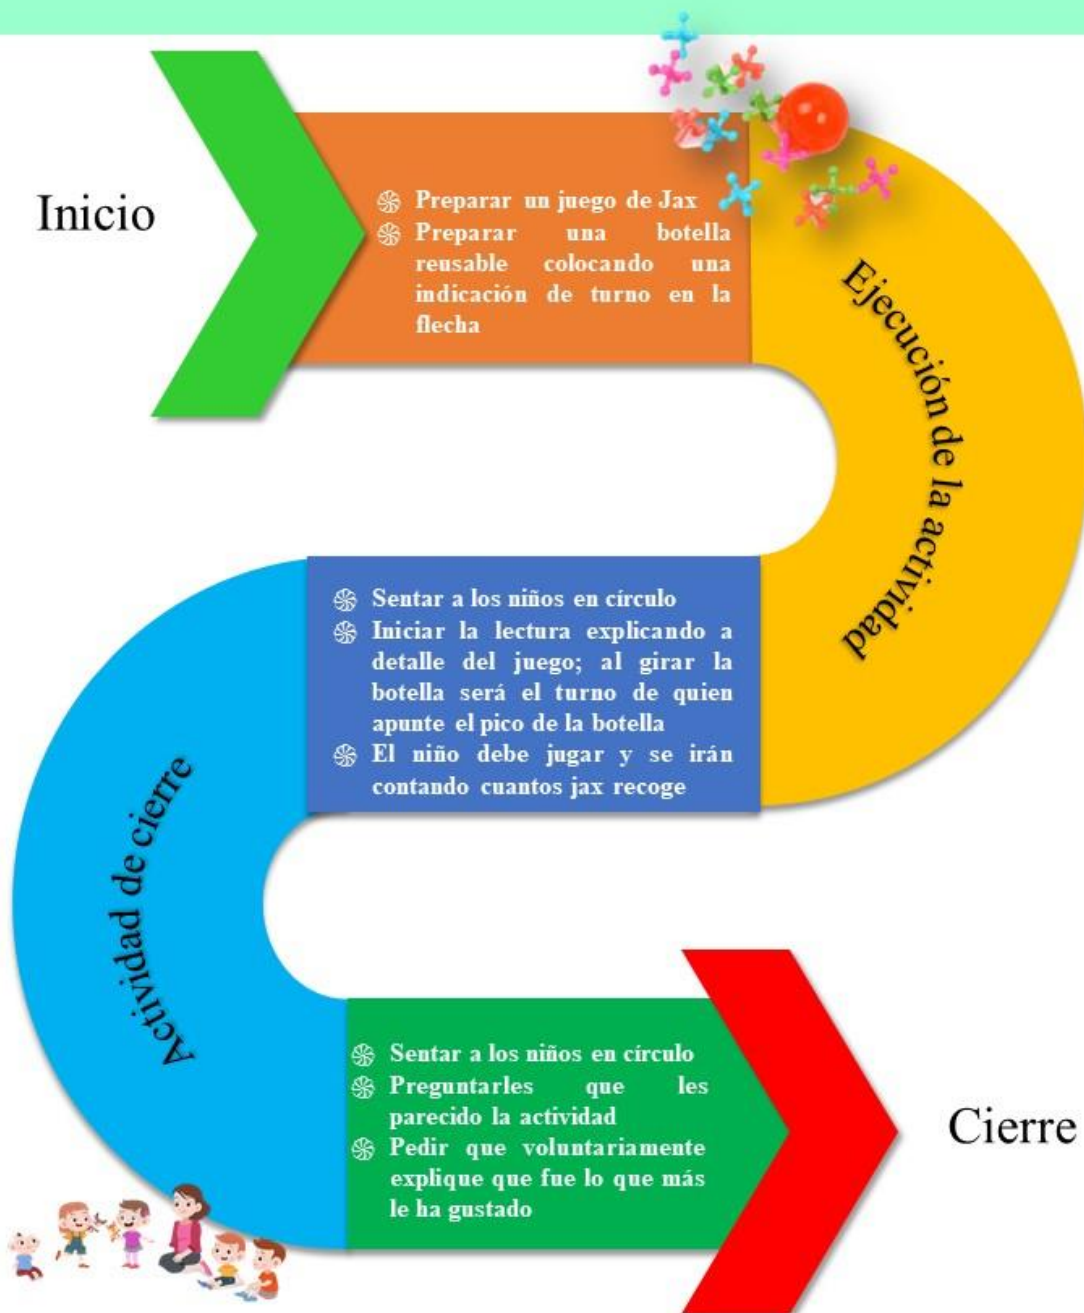 Inicio
Preparar un juego de Jax
Preparar una botella
reusable colocando una
indicación de turno en la
flecha
Ejecución de la actividad
Sentar a los niños en círculo
Iniciar la lectura explicando a
detalle del juego; al girar la
botella será el turno de quien
apunte el pico de la botella
El niño debe jugar y se irán
contando cuantos jax recoge
Actividad de cierre
Sentar a los niños en círculo
Preguntarles que les
parecido la actividad
Pedir que voluntariamente
explique que fue lo que más
le ha gustado
Cierre